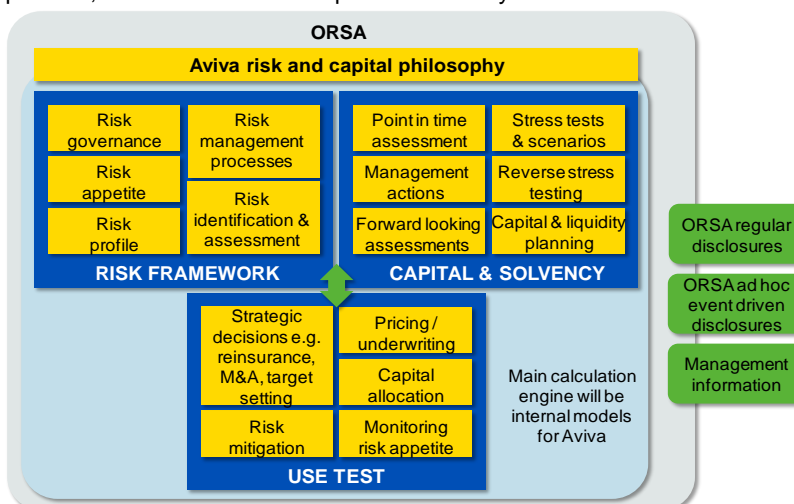 ORSA
Aviva risk and capital philosophy
Risk
governance
Risk
management
processes
Risk
appetite
Risk
identification &
assessment
Risk
profile
RISK FRAMEWORK
Point in time
assessment
Stress tests
& scenarios
Management
actions
Reverse stress
testing
Forward looking
assessments
Capital & liquidity
planning
CAPITAL & SOLVENCY
Strategic
decisions e.g.
reinsurance,
M&A, target
setting
Pricing /
underwriting
Capital
allocation
Risk
mitigation
Monitoring
risk appetite
USE TEST
Main calculation
engine will be
internal models
for Aviva
ORSA regular
disclosures
ORSA ad hoc
event driven
disclosures
Management
information